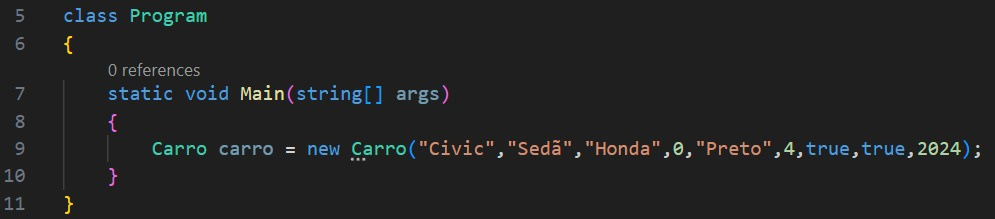 5 class Program
6 {
0 references
7 static void Main(string[] args)
8 {
9 Carro carro = new Carro("Civic","Sedã","Honda",0,"Preto",4,true,true,2024);
10 }
11 }